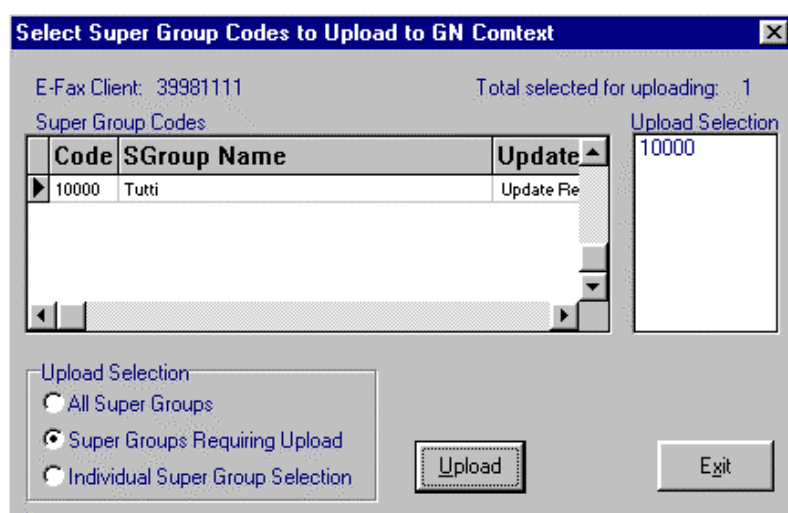 Select Super Group Codes to Upload to GN Comtext
E-Fax Client: 39981111 Total selected for uploading: 1
Super Group Codes Upload Selection
Code SGroup Name Update
10000 Tutti Update Re
10000
Upload Selection
All Super Groups
Super Groups Requiring Upload
Individual Super Group Selection
Upload Exit